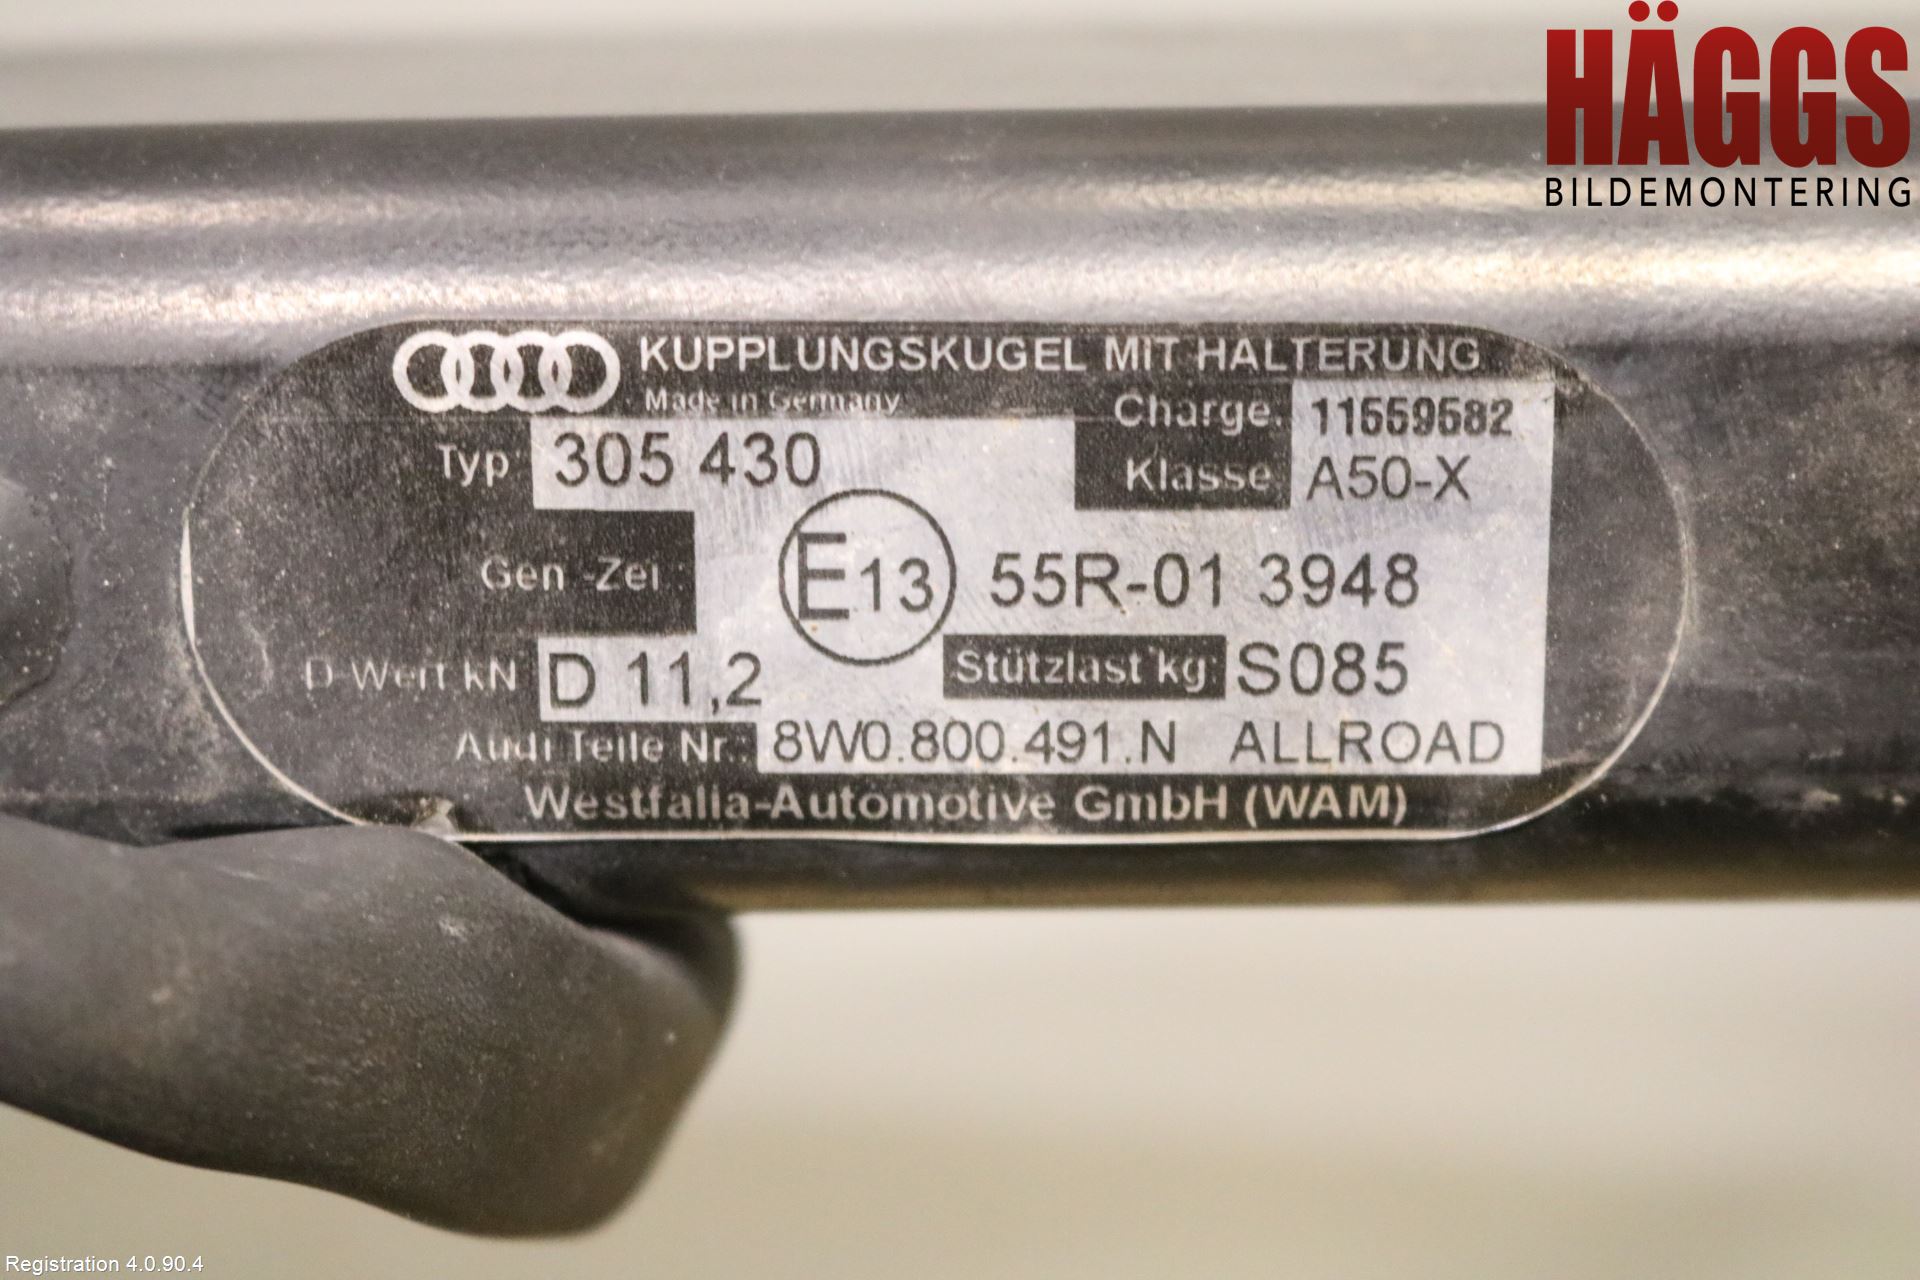 HÄGGS
BILDEMONTERING
KUPPLUNGSKUGEL MIT HALTERUNG
Made in Germany
Charge. 11559582
Typ 305 430
Klasse A50-X
Gen -Zei E13 55R-01 3948
D-Wert kN D 11,2 Stützlast kg: S085
Audi Teile Nr.: 8W0.800.491.N ALLROAD
Westfalia-Automotive GmbH (WAM)
Registration 4.0.90.4